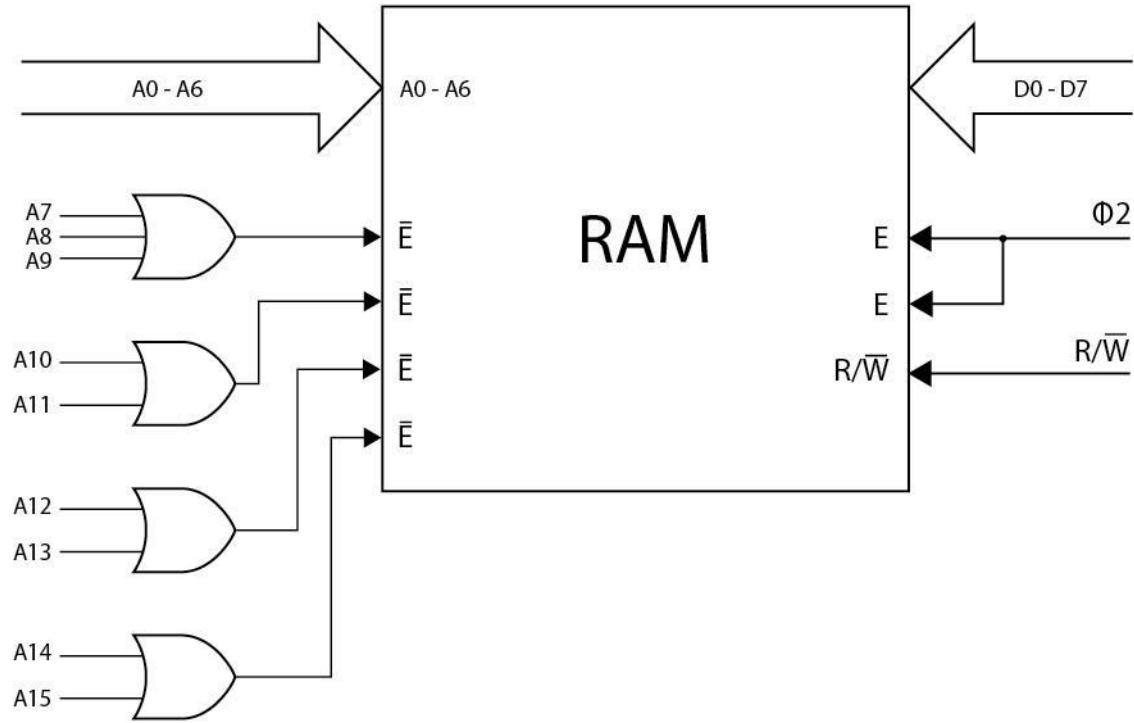 A0 - A6
A0 - A6
D0 - D7
A7
A8
A9
E̅
RAM
E
Φ2
A10
A11
E̅
E
E̅
R/W̅
R/W̅
E̅
A12
A13
A14
A15